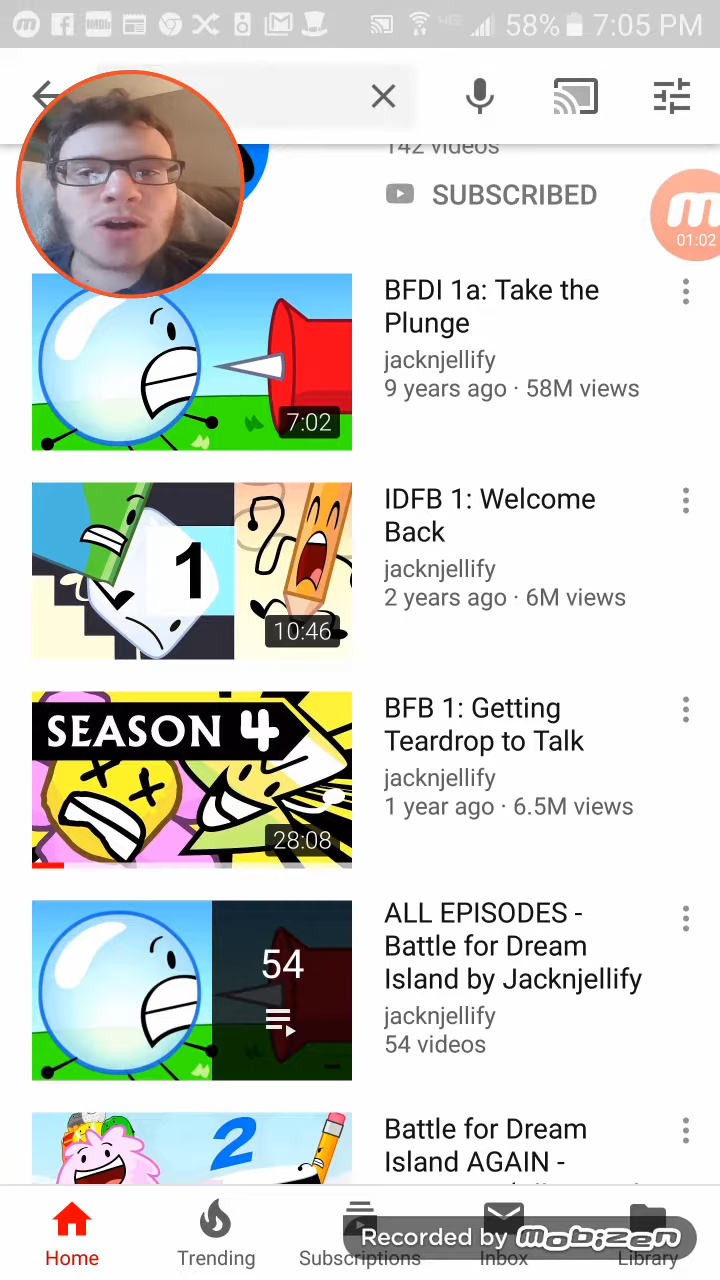 58% 7:05 PM
142 videos
SUBSCRIBED
01:02
BFDI 1a: Take the
Plunge
jacknjellify
9 years ago · 58M views
7:02
IDFB 1: Welcome
Back
jacknjellify
2 years ago · 6M views
1
10:46
SEASON 4
BFB 1: Getting
Teardrop to Talk
jacknjellify
1 year ago · 6.5M views
28:08
ALL EPISODES -
Battle for Dream
Island by Jacknjellify
jacknjellify
54 videos
54
2
Battle for Dream
Island AGAIN -
Recorded by mobizen
Home
Trending
Subscriptions
Inbox
Library